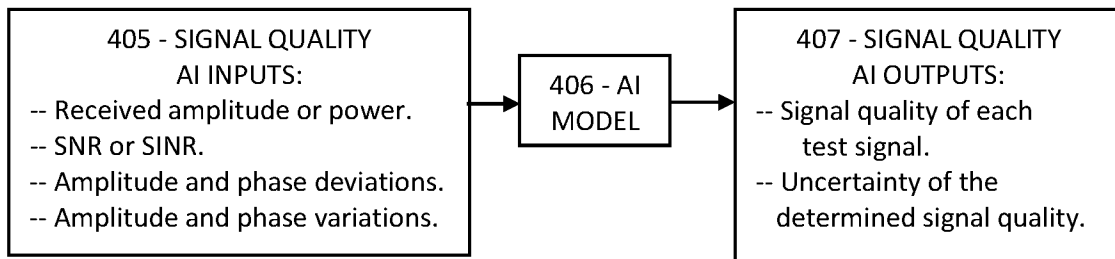 405 - SIGNAL QUALITY
AI INPUTS:
-- Received amplitude or power.
-- SNR or SINR.
-- Amplitude and phase deviations.
-- Amplitude and phase variations.
406 - AI
MODEL
407 - SIGNAL QUALITY
AI OUTPUTS:
-- Signal quality of each
test signal.
-- Uncertainty of the
determined signal quality.